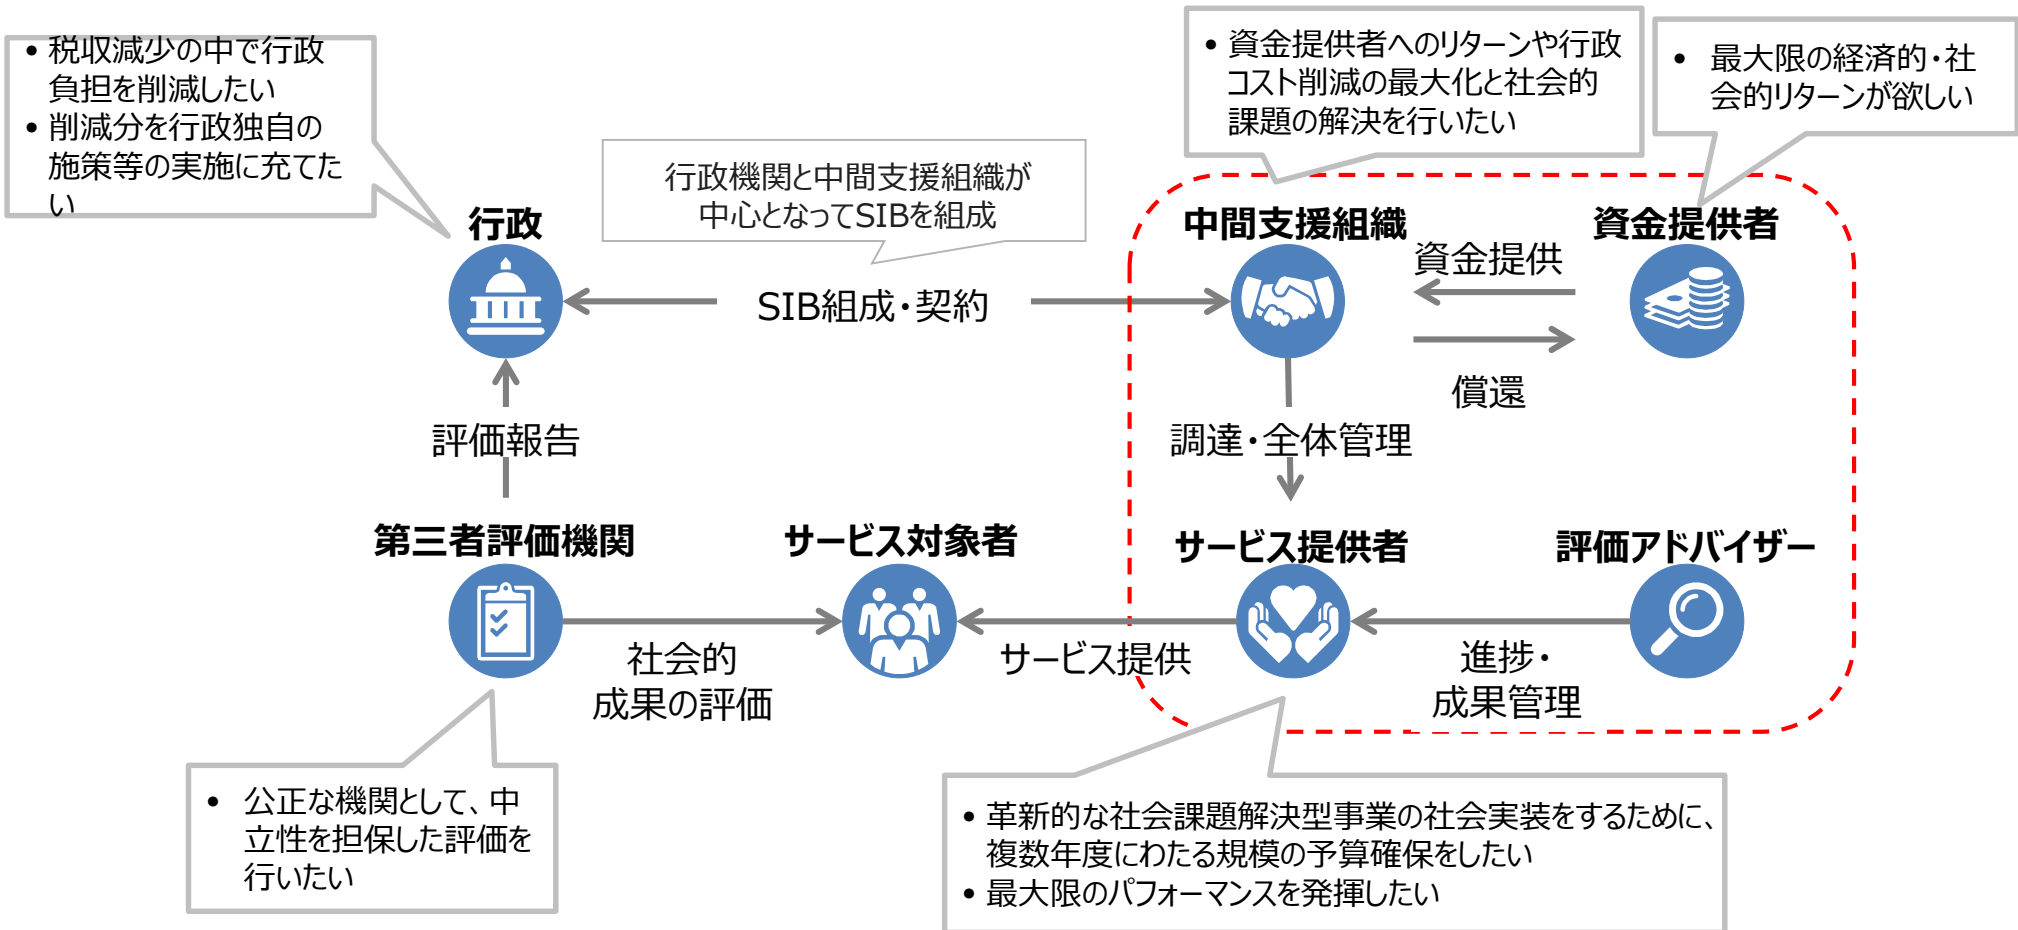 • 税収減少の中で行政
負担を削減したい
• 削減分を行政独自の
施策等の実施に充てた
い
行政機関と中間支援組織が
中心となってSIBを組成
• 資金提供者へのリターンや行政
コスト削減の最大化と社会的
課題の解決を行いたい
• 最大限の経済的・社
会的リターンが欲しい
行政
中間支援組織
資金提供者
資金提供
SIB組成・契約
償還
評価報告
調達・全体管理
第三者評価機関
サービス対象者
サービス提供者
評価アドバイザー
社会的
成果の評価
サービス提供
進捗・
成果管理
• 公正な機関として、中
立性を担保した評価を
行いたい
• 革新的な社会課題解決型事業の社会実装をするために、
複数年度にわたる規模の予算確保をしたい
• 最大限のパフォーマンスを発揮したい